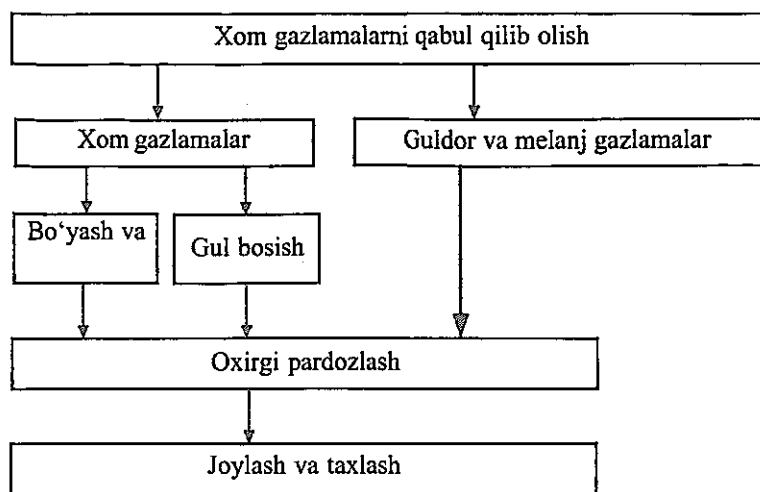 Xom gazlamalarni qabul qilib olish
Xom gazlamalar
Guldor va melanj gazlamalar
Bo‘yash va
Gul bosish
Oxirgi pardozlash
Joylash va taxlash